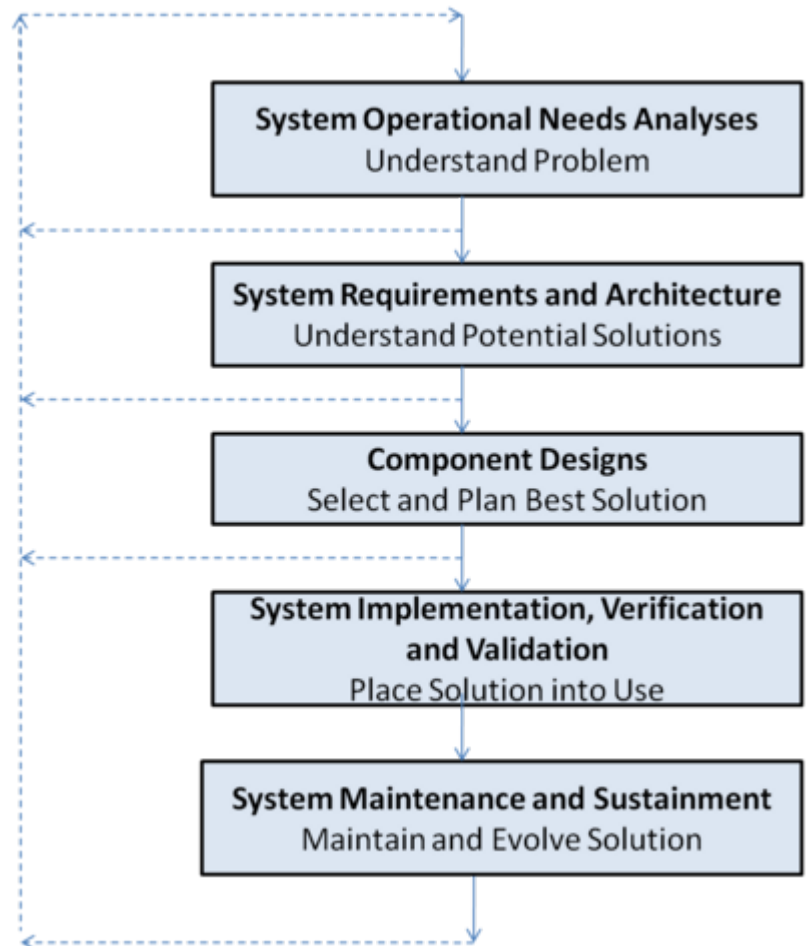 System Operational Needs Analyses
Understand Problem
System Requirements and Architecture
Understand Potential Solutions
Component Designs
Select and Plan Best Solution
System Implementation, Verification
and Validation
Place Solution into Use
System Maintenance and Sustainment
Maintain and Evolve Solution